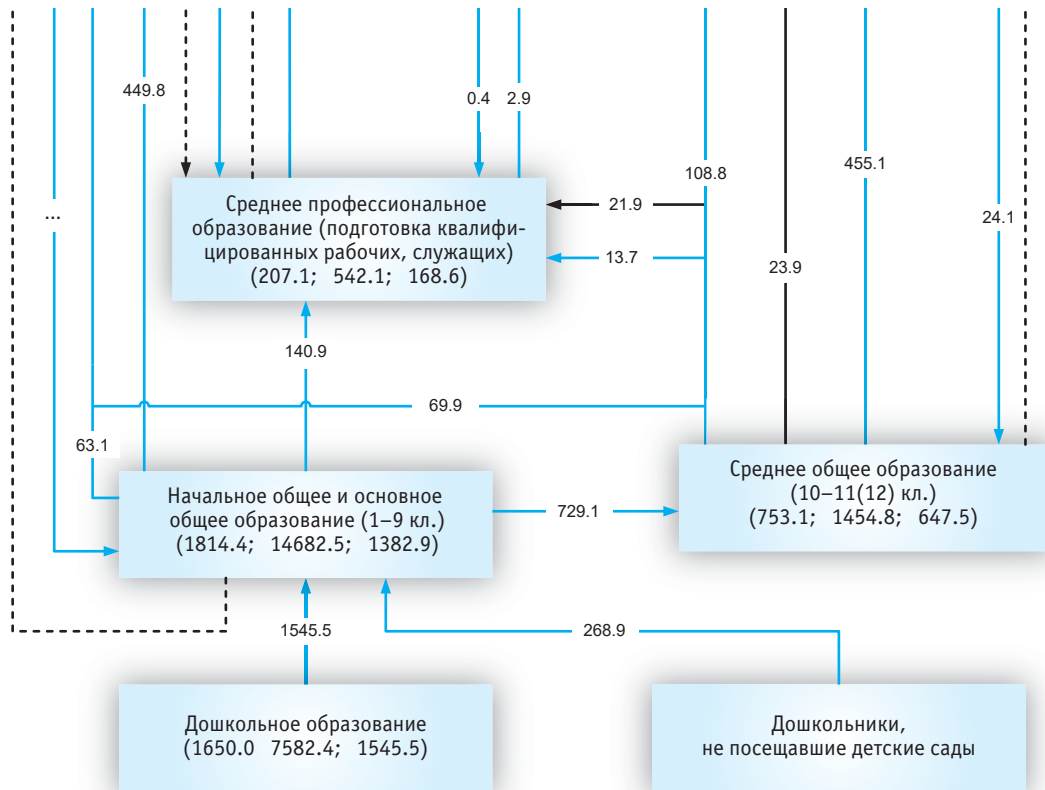 449.8
0.4
2.9
...
108.8
455.1
24.1
Среднее профессиональное
образование (подготовка квалифи-
цированных рабочих, служащих)
(207.1; 542.1; 168.6)
21.9
13.7
23.9
140.9
69.9
63.1
Начальное общее и основное
общее образование (1–9 кл.)
(1814.4; 14682.5; 1382.9)
729.1
Среднее общее образование
(10–11(12) кл.)
(753.1; 1454.8; 647.5)
1545.5
268.9
Дошкольное образование
(1650.0 7582.4; 1545.5)
Дошкольники,
не посещавшие детские сады